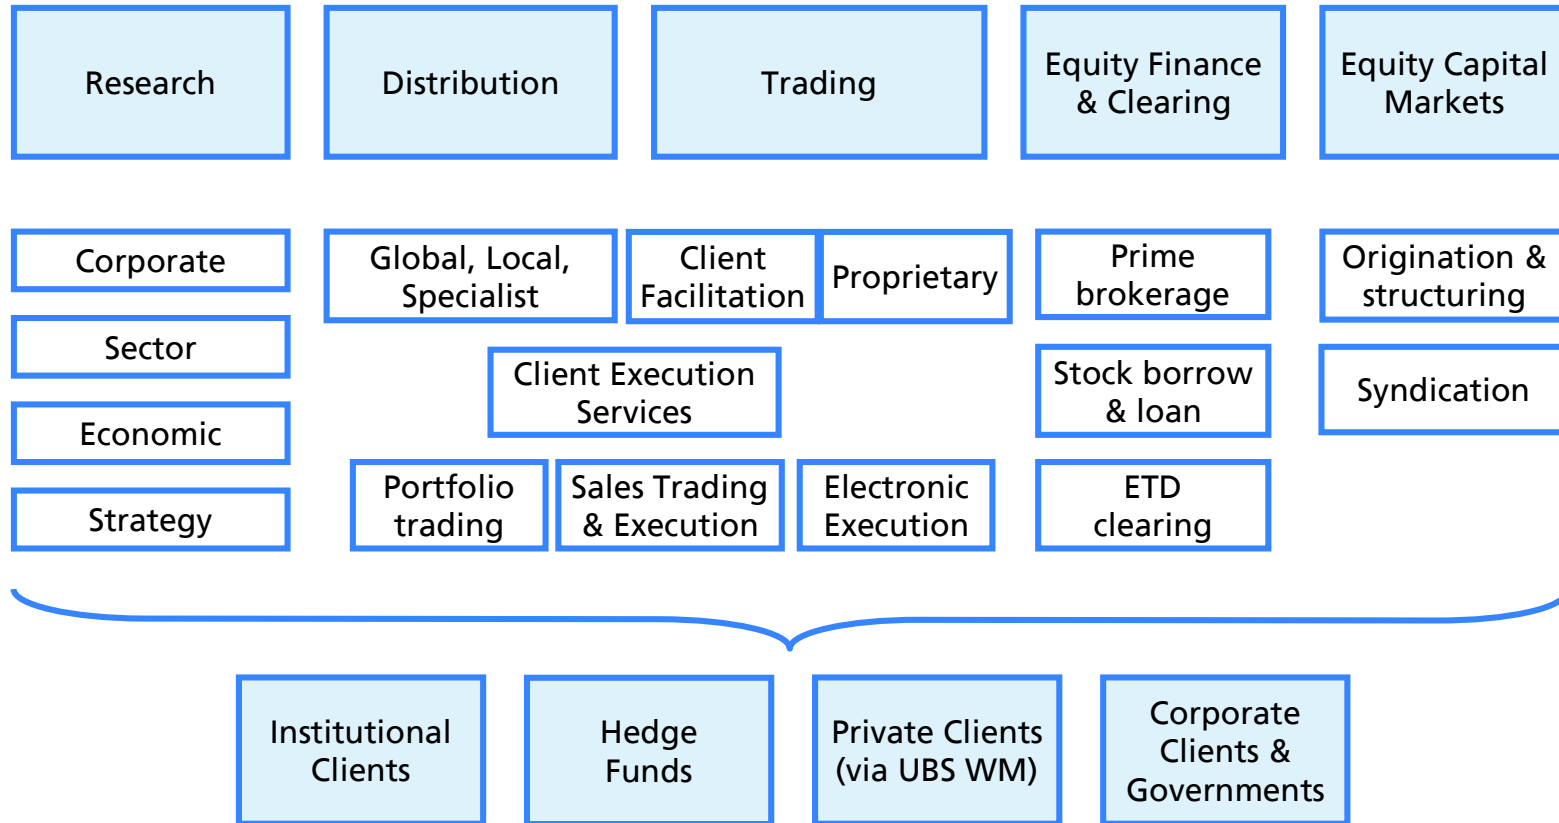 Research
Distribution
Trading
Equity Finance
& Clearing
Equity Capital
Markets
Corporate
Sector
Economic
Strategy
Global, Local,
Specialist
Client
Facilitation
Proprietary
Client Execution
Services
Portfolio
trading
Sales Trading
& Execution
Electronic
Execution
Prime
brokerage
Stock borrow
& loan
ETD
clearing
Origination &
structuring
Syndication
Institutional
Clients
Hedge
Funds
Private Clients
(via UBS WM)
Corporate
Clients &
Governments